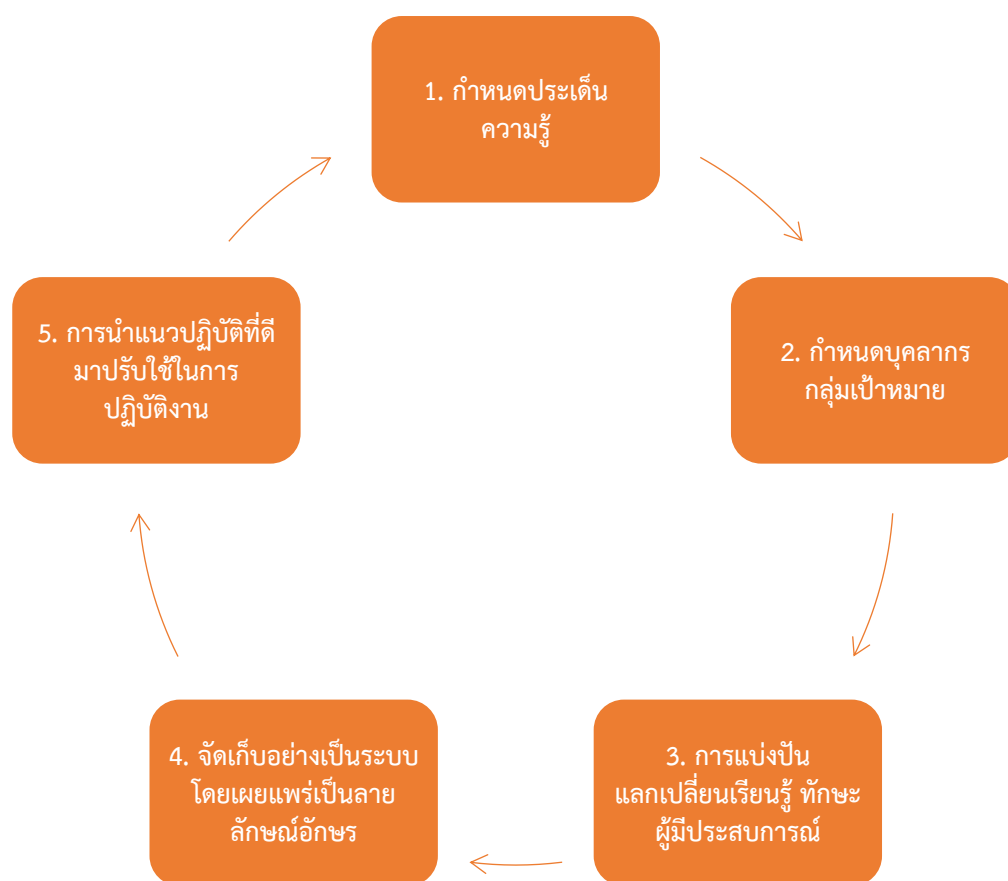 1. กำหนดประเด็น
ความรู้
2. กำหนดบุคลากร
กลุ่มเป้าหมาย
3. การแบ่งปัน
แลกเปลี่ยนเรียนรู้ ทักษะ
ผู้มีประสบการณ์
4. จัดเก็บอย่างเป็นระบบ
โดยเผยแพร่เป็นลาย
ลักษณ์อักษร
5. การนำแนวปฏิบัติที่ดี
มาปรับใช้ในการ
ปฏิบัติงาน